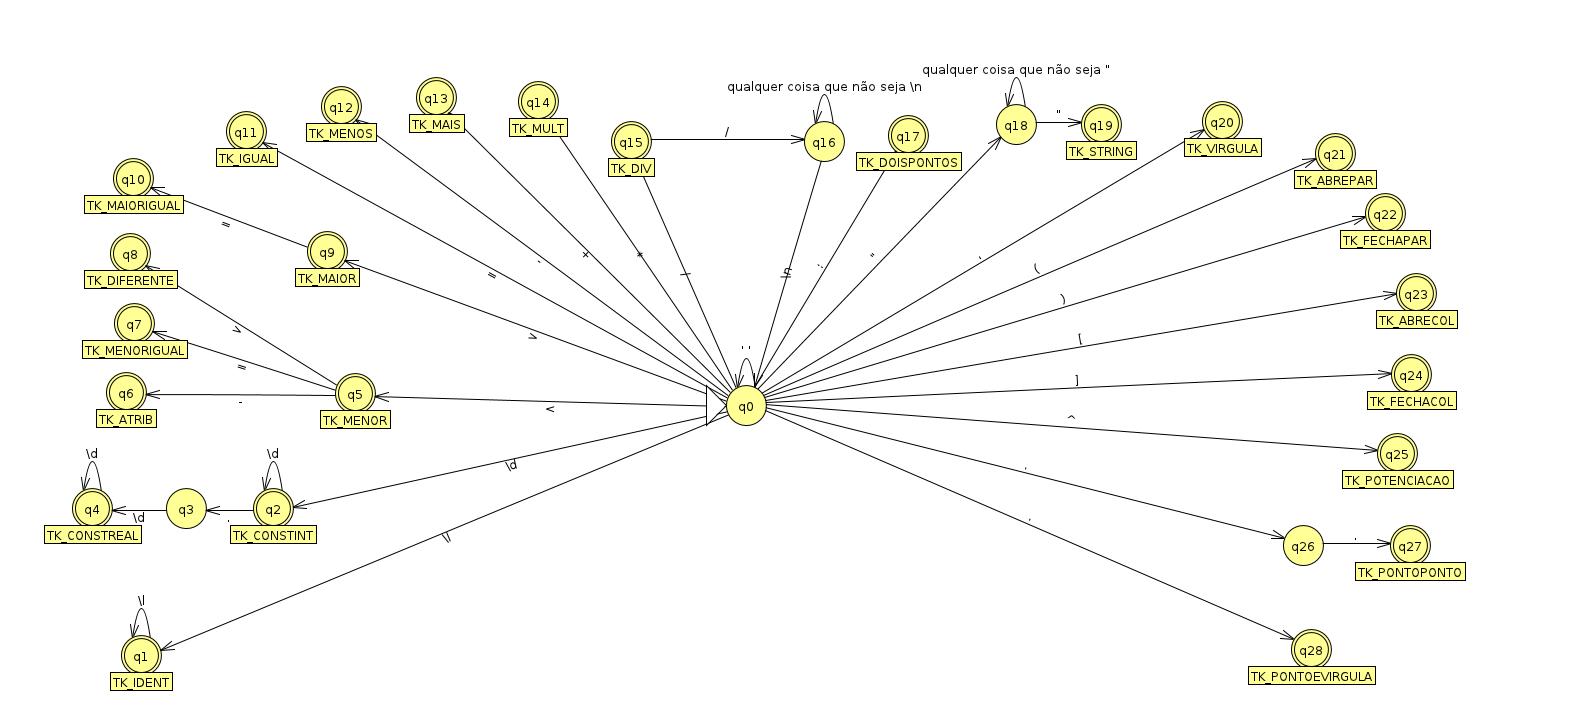 qualquer coisa que não seja "
qualquer coisa que não seja \n
q12
TK_MENOS
q13
TK_MAIS
q14
TK_MULT
q11
TK_IGUAL
q15
TK_DIV
/
q16
q17
TK_DOISPONTOS
q18
"
q19
TK_STRING
q20
TK_VIRGULA
q21
TK_ABREPAR
q10
TK_MAIORIGUAL
=
q22
TK_FECHAPAR
q8
TK_DIFERENTE
q9
TK_MAIOR
=
-
+
*
/
\n
:
"
,
(
)
q23
TK_ABRECOL
q7
TK_MENORIGUAL
>
=
>
' '
[
q6
TK_ATRIB
-
q5
TK_MENOR
<
q0
]
q24
TK_FECHACOL
^
\d
\d
\d
q25
TK_POTENCIACAO
.
q4
TK_CONSTREAL
\d
q3
.
q2
TK_CONSTINT
\l
;
q26
.
q27
TK_PONTOPONTO
\l
q1
TK_IDENT
q28
TK_PONTOEVIRGULA